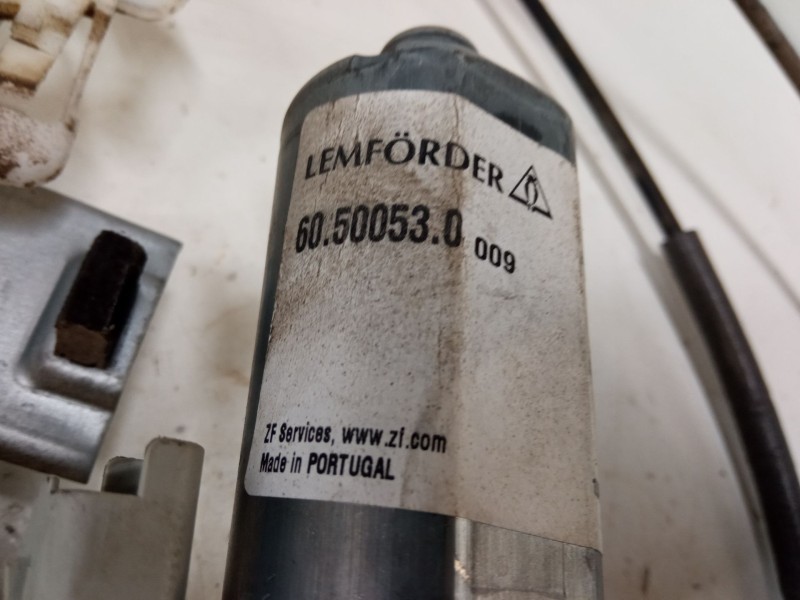 LEMFÖRDER
60.50053.0 009
ZF Services, www.zf.com
Made in PORTUGAL